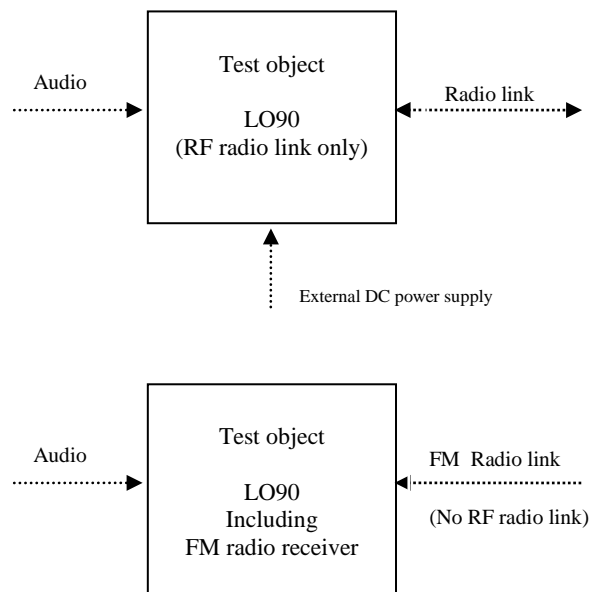 Audio
Test object
LO90
(RF radio link only)
Radio link
External DC power supply
Audio
Test object
LO90
Including
FM radio receiver
FM Radio link
(No RF radio link)